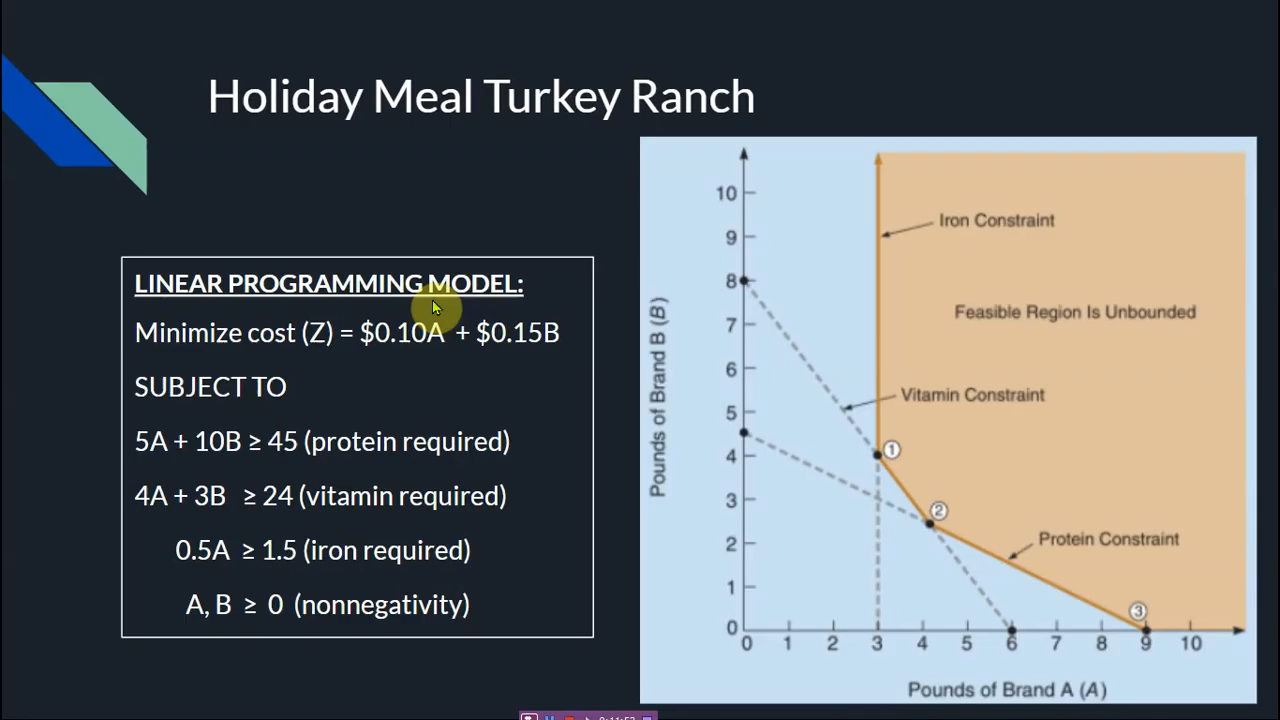 Holiday Meal Turkey Ranch
LINEAR PROGRAMMING MODEL:
Minimize cost (Z) = $0.10A + $0.15B
SUBJECT TO
5A + 10B ≥ 45 (protein required)
4A + 3B ≥ 24 (vitamin required)
0.5A ≥ 1.5 (iron required)
A, B ≥ 0 (nonnegativity)
Pounds of Brand B (B)
10
9
8
7
6
5
4
3
2
1
0
Iron Constraint
Feasible Region Is Unbounded
Vitamin Constraint
1
2
Protein Constraint
3
0 1 2 3 4 5 6 7 8 9 10
Pounds of Brand A (A)